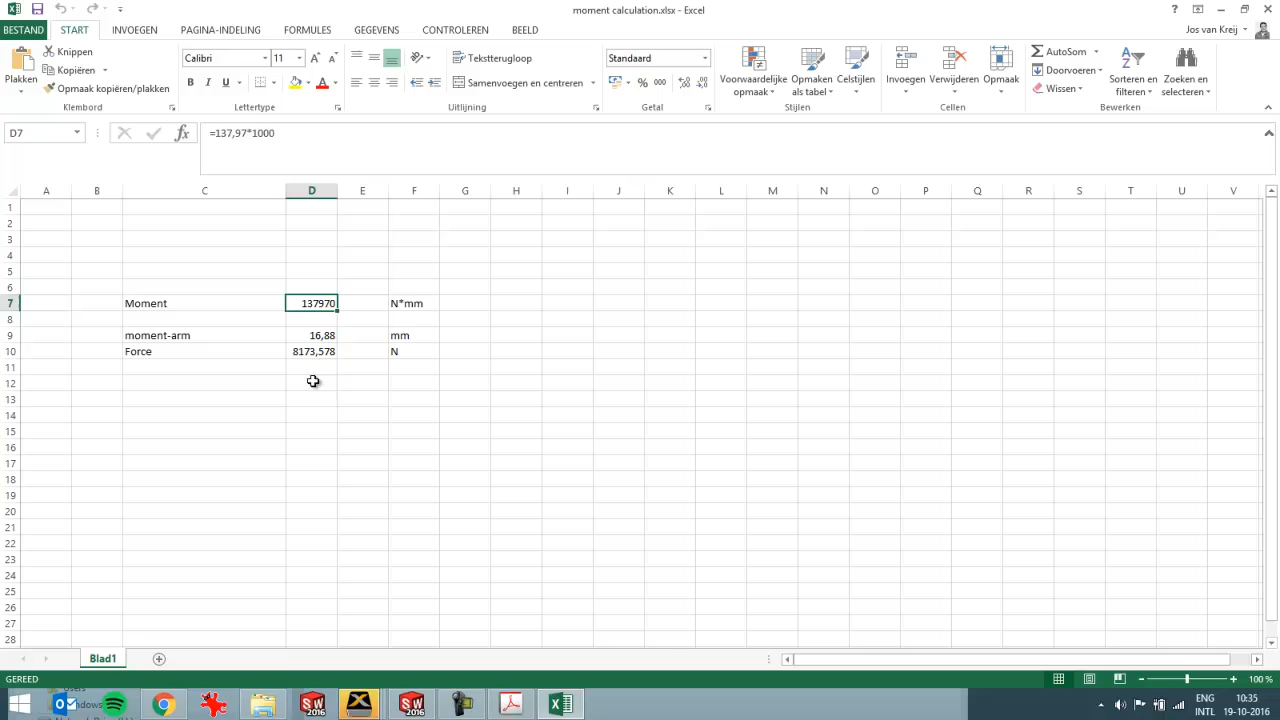 moment calculation.xlsx - Excel
BESTAND START INVOEGEN PAGINA-INDELING FORMULES GEGEVENS CONTROLEREN BEELD Jos van Kreij
Plakken
Knippen
Kopiëren
Opmaak kopiëren/plakken
Klembord
Calibri 11
B I U
Lettertype
Tekstterugloop
Samenvoegen en centreren
Uitlijning
Standaard
% 000
Getal
Voorwaardelijke opmaak
Opmaken als tabel
Celstijlen
Stijlen
Invoegen Verwijderen Opmaak
Cellen
AutoSom
Doorvoeren
Wissen
Sorteren en filteren
Zoeken en selecteren
Bewerken
D7 fx =137,97*1000
A B C D E F G H I J K L M N O P Q R S T U V
1
2
3
4
5
6
7 Moment 137970 N*mm
8
9 moment-arm 16,88 mm
10 Force 8173,578 N
11
12
13
14
15
16
17
18
19
20
21
22
23
24
25
26
27
28
Blad1
GEREED 100 %
ENG 10:35
INTL 19-10-2016